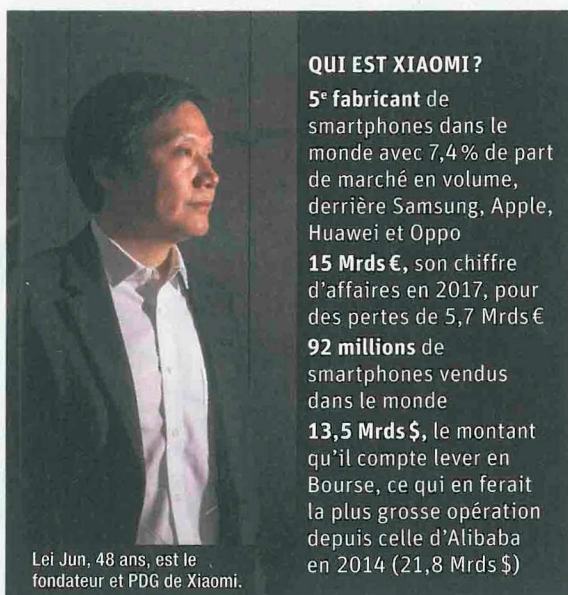 QUI EST XIAOMI?
5e fabricant de
smartphones dans le
monde avec 7,4% de part
de marché en volume,
derrière Samsung, Apple,
Huawei et Oppo
15 Mrds€, son chiffre
d'affaires en 2017, pour
des pertes de 5,7 Mrds€
92 millions de
smartphones vendus
dans le monde
13,5 Mrds$, le montant
qu'il compte lever en
Bourse, ce qui en ferait
la plus grosse opération
depuis celle d'Alibaba
en 2014 (21,8 Mrds$)
Lei Jun, 48 ans, est le
fondateur et PDG de Xiaomi.